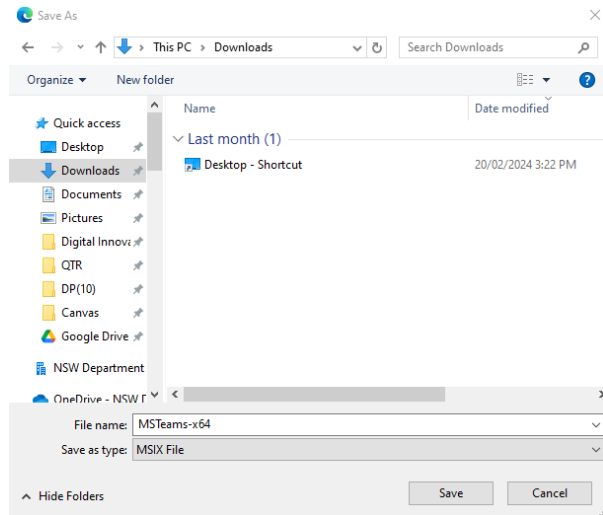 Save As
This PC > Downloads
Search Downloads
Organize
New folder
?
Name
Date modified
Quick access
Last month (1)
Desktop
Desktop - Shortcut
20/02/2024 3:22 PM
Downloads
Documents
Pictures
Digital Innova
QTR
DP(10)
Canvas
Google Drive
NSW Department
OneDrive - NSW D
File name: MSTeams-x64
Save as type: MSIX File
Hide Folders
Save
Cancel